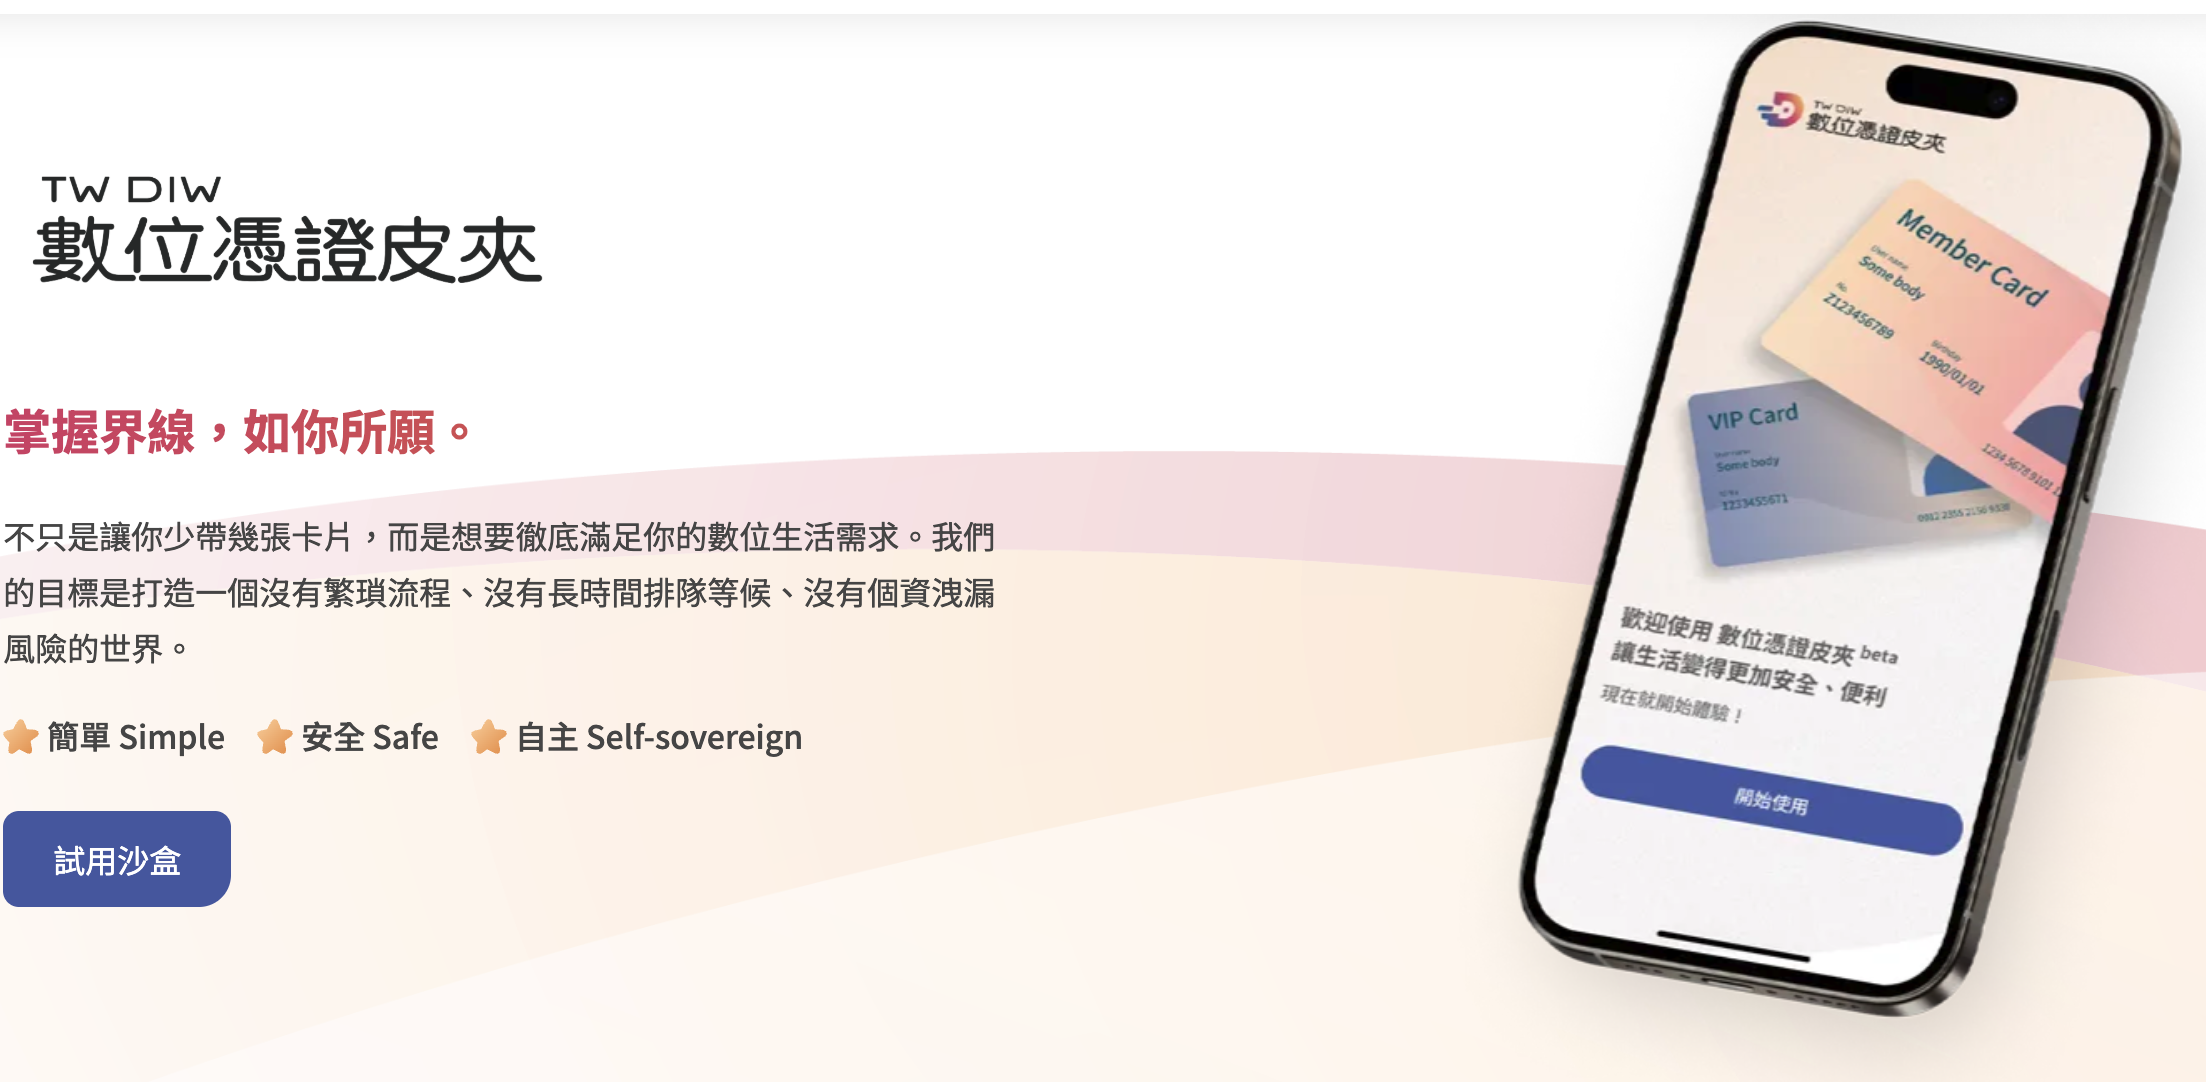 TW DIW
數位憑證皮夾
掌握界線，如你所願。
不只是讓你少帶幾張卡片，而是想要徹底滿足你的數位生活需求。我們
的目標是打造一個沒有繁瑣流程、沒有長時間排隊等候、沒有個資洩漏
風險的世界。
簡單 Simple 安全 Safe 自主 Self-sovereign
試用沙盒
TW DIW
數位憑證皮夾
Member Card
User name
Some body
No.
Z123456789
Birthday
1990/01/01
1234 5678 9101
VIP Card
User name
Some body
歡迎使用 數位憑證皮夾 beta
讓生活變得更加安全、便利
現在就開始體驗！
開始使用